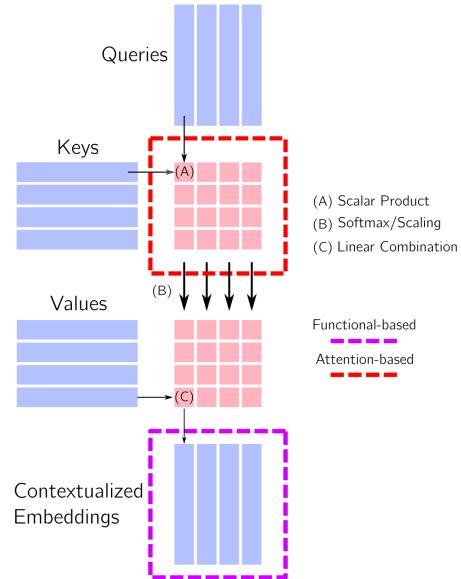 Queries
Keys
(A)
(A) Scalar Product
(B) Softmax/Scaling
(C) Linear Combination
(B)
Values
Functional-based
Attention-based
(C)
Contextualized
Embeddings